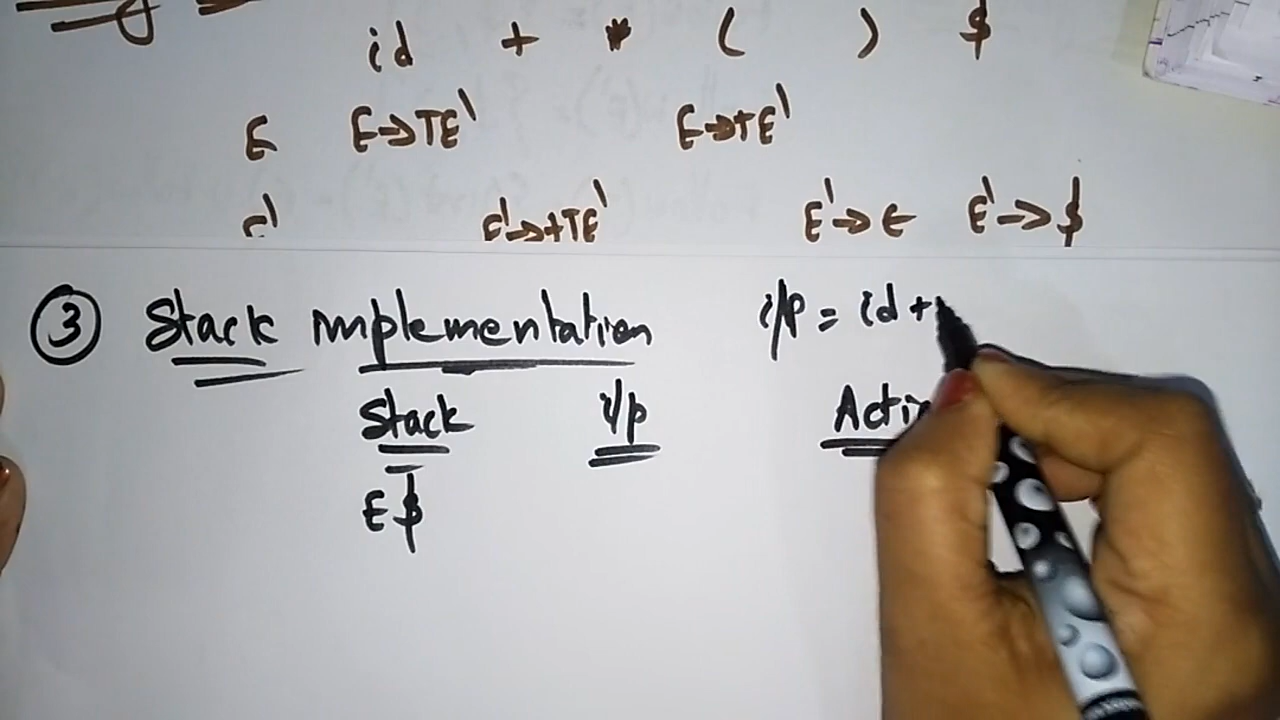 id + * ( ) $
E E→TE' E→TE'
E' E'→+TE' E'→ε E'→$
③ Stack implementation i/p = id +
Stack i/p Acti
E $